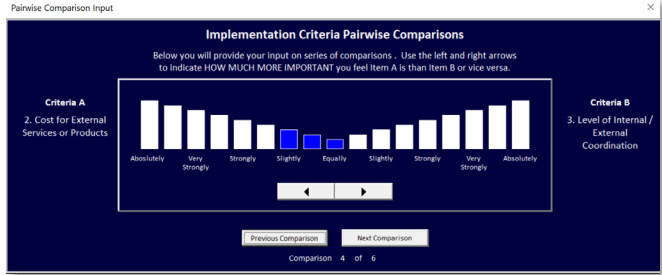 Pairwise Comparison Input
Implementation Criteria Pairwise Comparisons
Below you will provide your input on series of comparisons . Use the left and right arrows
to indicate HOW MUCH MORE IMPORTANT you feel Item A is than Item B or vice versa.
Criteria A
2. Cost for External
Services or Products
Criteria B
3. Level of Internal /
External
Coordination
Aboslutely Very Strongly Slightly Equally Slightly Strongly Very Absolutely
Strongly Strongly
Previous Comparison Next Comparison
Comparison 4 of 6